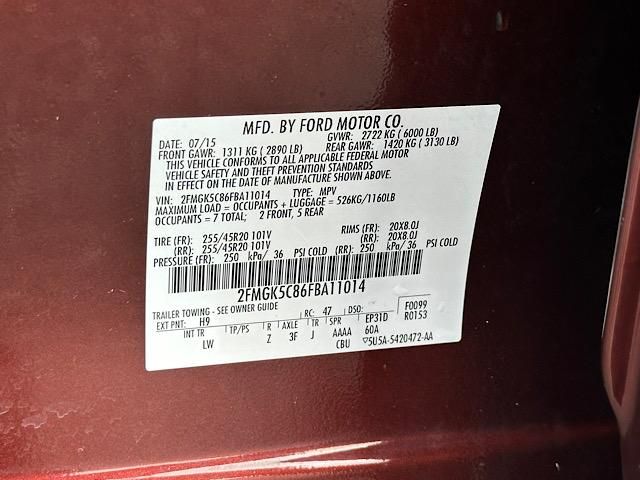 MFD. BY FORD MOTOR CO.
DATE: 07/15 GVWR: 2722 KG ( 6000 LB)
FRONT GAWR: 1311 KG ( 2890 LB) REAR GAWR: 1420 KG ( 3130 LB)
THIS VEHICLE CONFORMS TO ALL APPLICABLE FEDERAL MOTOR
VEHICLE SAFETY AND THEFT PREVENTION STANDARDS
IN EFFECT ON THE DATE OF MANUFACTURE SHOWN ABOVE.
VIN: 2FMGK5C86FBA11014 TYPE: MPV
MAXIMUM LOAD = OCCUPANTS + LUGGAGE = 526KG/1160LB
OCCUPANTS = 7 TOTAL; 2 FRONT, 5 REAR
TIRE (FR): 255/45R20 101V RIMS (FR): 20X8.0J
(RR): 255/45R20 101V (RR): 20X8.0J
PRESSURE (FR): 250 kPa/ 36 PSI COLD (RR): 250 kPa/ 36 PSI COLD
2FMGK5C86FBA11014
TRAILER TOWING - SEE OWNER GUIDE
EXT PNT: H9 RC: 47 DSO: F0099
INT TR TP/PS R AXLE TR SPR EP31D R0153
LW Z 3F J AAAA 60A
CBU ▽5U5A-5420472-AA